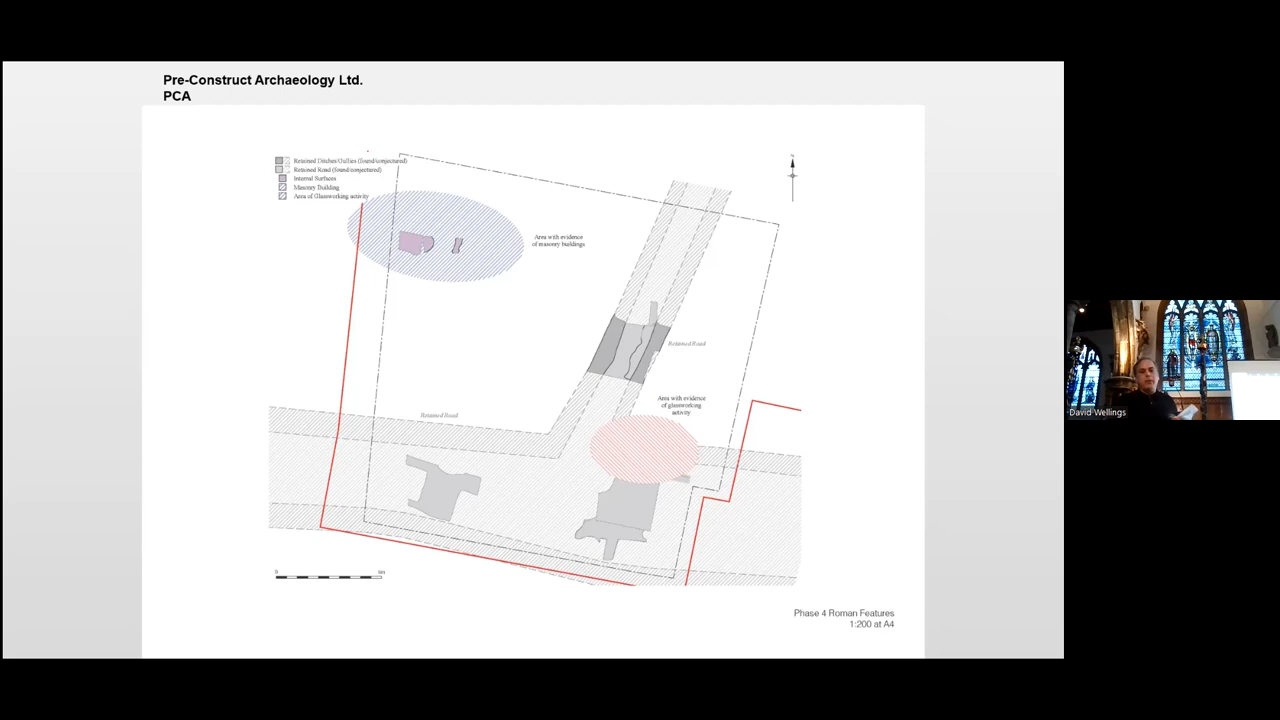 Pre-Construct Archaeology Ltd.
PCA
Retained Ditches/Gullies (found/conjectured)
Retained Road (found/conjectured)
Internal Surfaces
Masonry Building
Area of Glassworking activity
N
Area with evidence
of masonry buildings
Retained Road
Area with evidence
of glassworking
activity
Retained Road
David Wellings
0
Phase 4 Roman Features
1:200 at A4